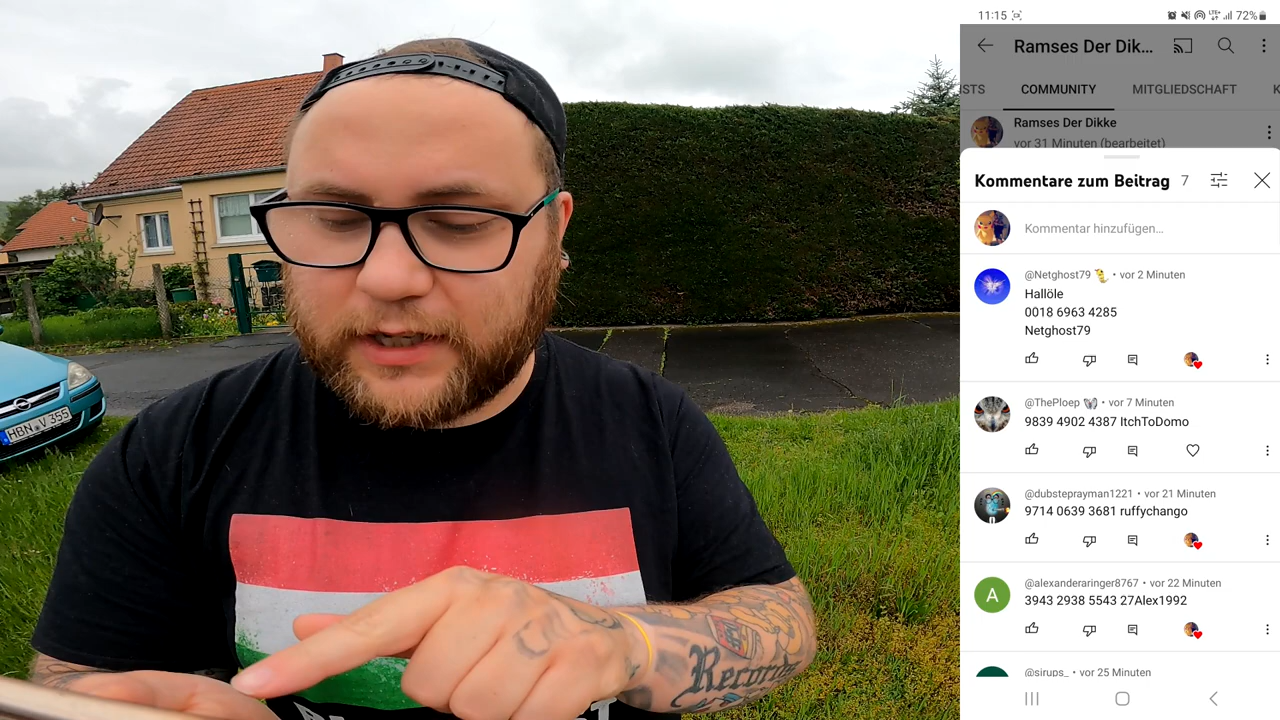 11:15
LTE+
72%
Ramses Der Dik...
STS
COMMUNITY
MITGLIEDSCHAFT
K
Ramses Der Dikke
vor 31 Minuten (bearbeitet)
Kommentare zum Beitrag 7
Kommentar hinzufügen...
@Netghost79 • vor 2 Minuten
Hallöle
0018 6963 4285
Netghost79
@ThePloep • vor 7 Minuten
9839 4902 4387 ItchToDomo
@dubsteprayman1221 • vor 21 Minuten
9714 0639 3681 ruffychango
A
@alexanderaringer8767 • vor 22 Minuten
3943 2938 5543 27Alex1992
@sirups_ • vor 25 Minuten
HBN V 355
Records